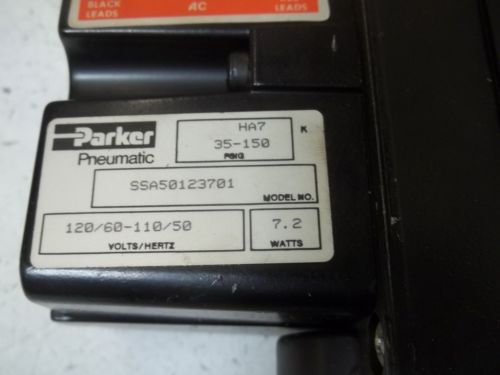 BLACK
LEADS
AC
LEADS
Parker
Pneumatic
HA7 K
35-150
PSIG
SSA50123701
MODEL NO.
120/60-110/50
VOLTS/HERTZ
7.2
WATTS